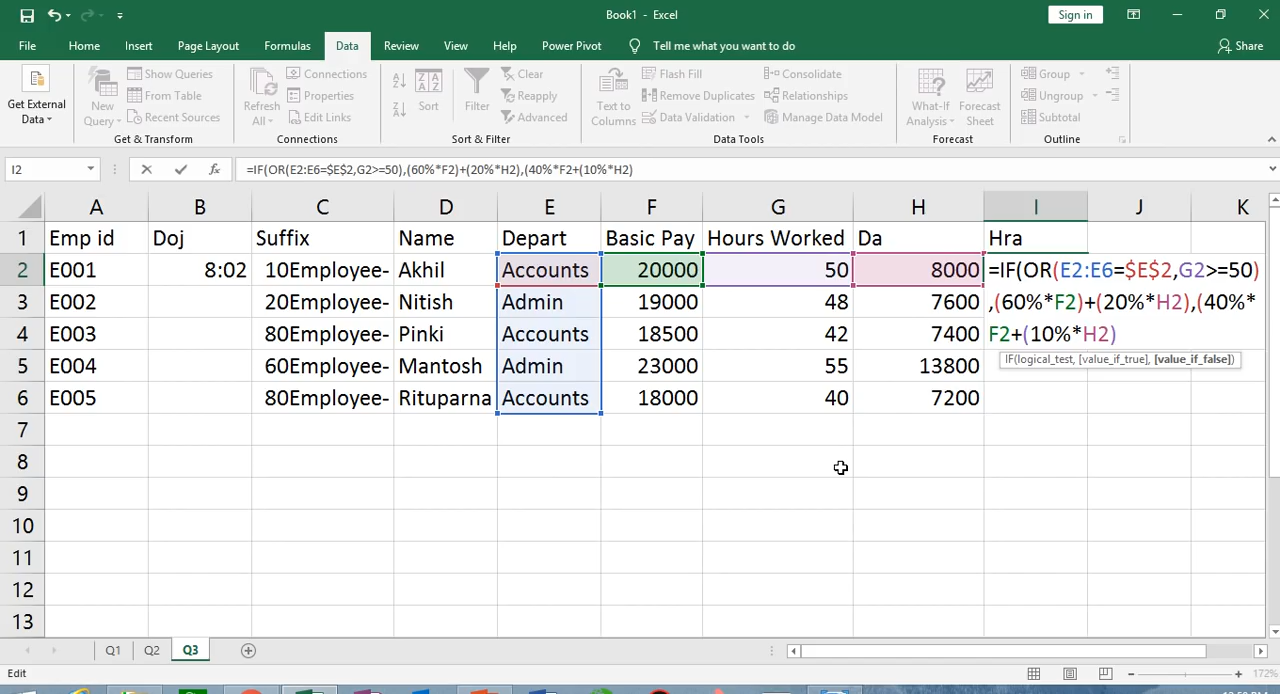 Book1 - Excel
Sign in
File Home Insert Page Layout Formulas Data Review View Help Power Pivot Tell me what you want to do Share
Get External Data
New Query
Show Queries
From Table
Recent Sources
Get & Transform
Refresh All
Connections
Properties
Edit Links
Connections
Sort
Filter
Clear
Reapply
Advanced
Sort & Filter
Text to Columns
Flash Fill
Remove Duplicates
Data Validation
Consolidate
Relationships
Manage Data Model
Data Tools
What-If Analysis
Forecast Sheet
Forecast
Group
Ungroup
Subtotal
Outline
I2 fx =IF(OR(E2:E6=$E$2,G2>=50),(60%*F2)+(20%*H2),(40%*F2+(10%*H2)
A B C D E F G H I J K
1 Emp id Doj Suffix Name Depart Basic Pay Hours Worked Da Hra
2 E001 8:02 10Employee- Akhil Accounts 20000 50 8000 =IF(OR(E2:E6=$E$2,G2>=50)
,(60%*F2)+(20%*H2),(40%*
F2+(10%*H2)
IF(logical_test, [value_if_true], [value_if_false])
3 E002 20Employee- Nitish Admin 19000 48 7600
4 E003 80Employee- Pinki Accounts 18500 42 7400
5 E004 60Employee- Mantosh Admin 23000 55 13800
6 E005 80Employee- Rituparna Accounts 18000 40 7200
7
8
9
10
11
12
13
Q1 Q2 Q3
Edit 172%